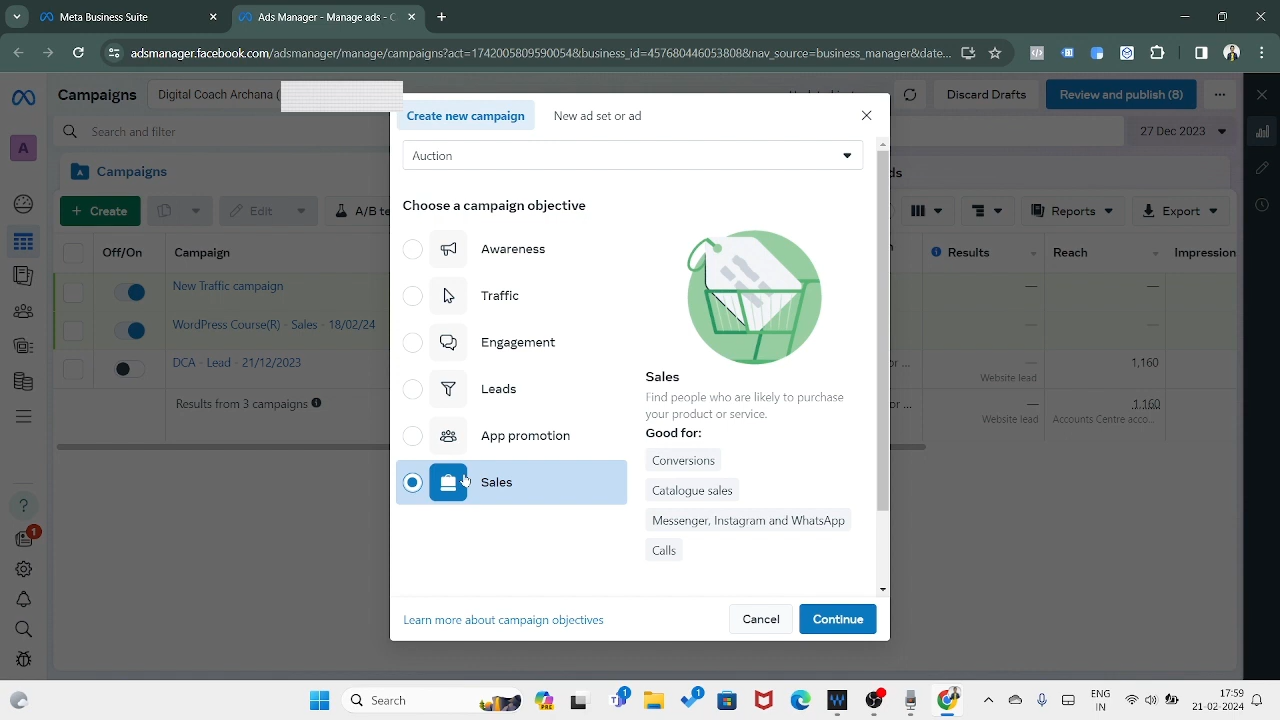 Meta Business Suite
Ads Manager - Manage ads - C
adsmanager.facebook.com/adsmanager/manage/campaigns?act=1742005809590054&business_id=457680446053808&nav_source=business_manager&date...
Campaigns
Digital Coach Archana (
Discard Drafts
Review and publish (8)
Create new campaign
New ad set or ad
A
Search and filter
27 Dec 2023
Auction
Campaigns
ds
Choose a campaign objective
+ Create
Edit
A/B te
Reports
Export
Off/On
Campaign
Results
Reach
Impression
Awareness
New Traffic campaign
Traffic
WordPress Course(R) - Sales - 18/02/24
Engagement
DCA - Lead - 21/12/2023
or ...
1,160
Website lead
Sales
Leads
Find people who are likely to purchase
your product or service.
Results from 3 campaigns
or ...
1,160
Website lead
Accounts Centre acco...
Good for:
App promotion
Conversions
Sales
Catalogue sales
Messenger, Instagram and WhatsApp
Calls
?
1
Learn more about campaign objectives
Cancel
Continue
Search
1
1
ENG
IN
17:59
21-02-2024